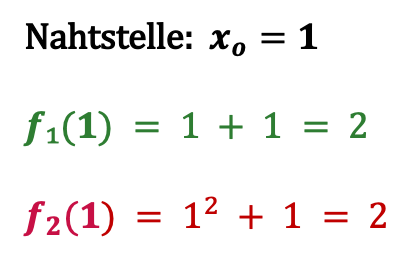 Nahtstelle: x₀ = 1
f₁(1) = 1 + 1 = 2
f₂(1) = 1² + 1 = 2